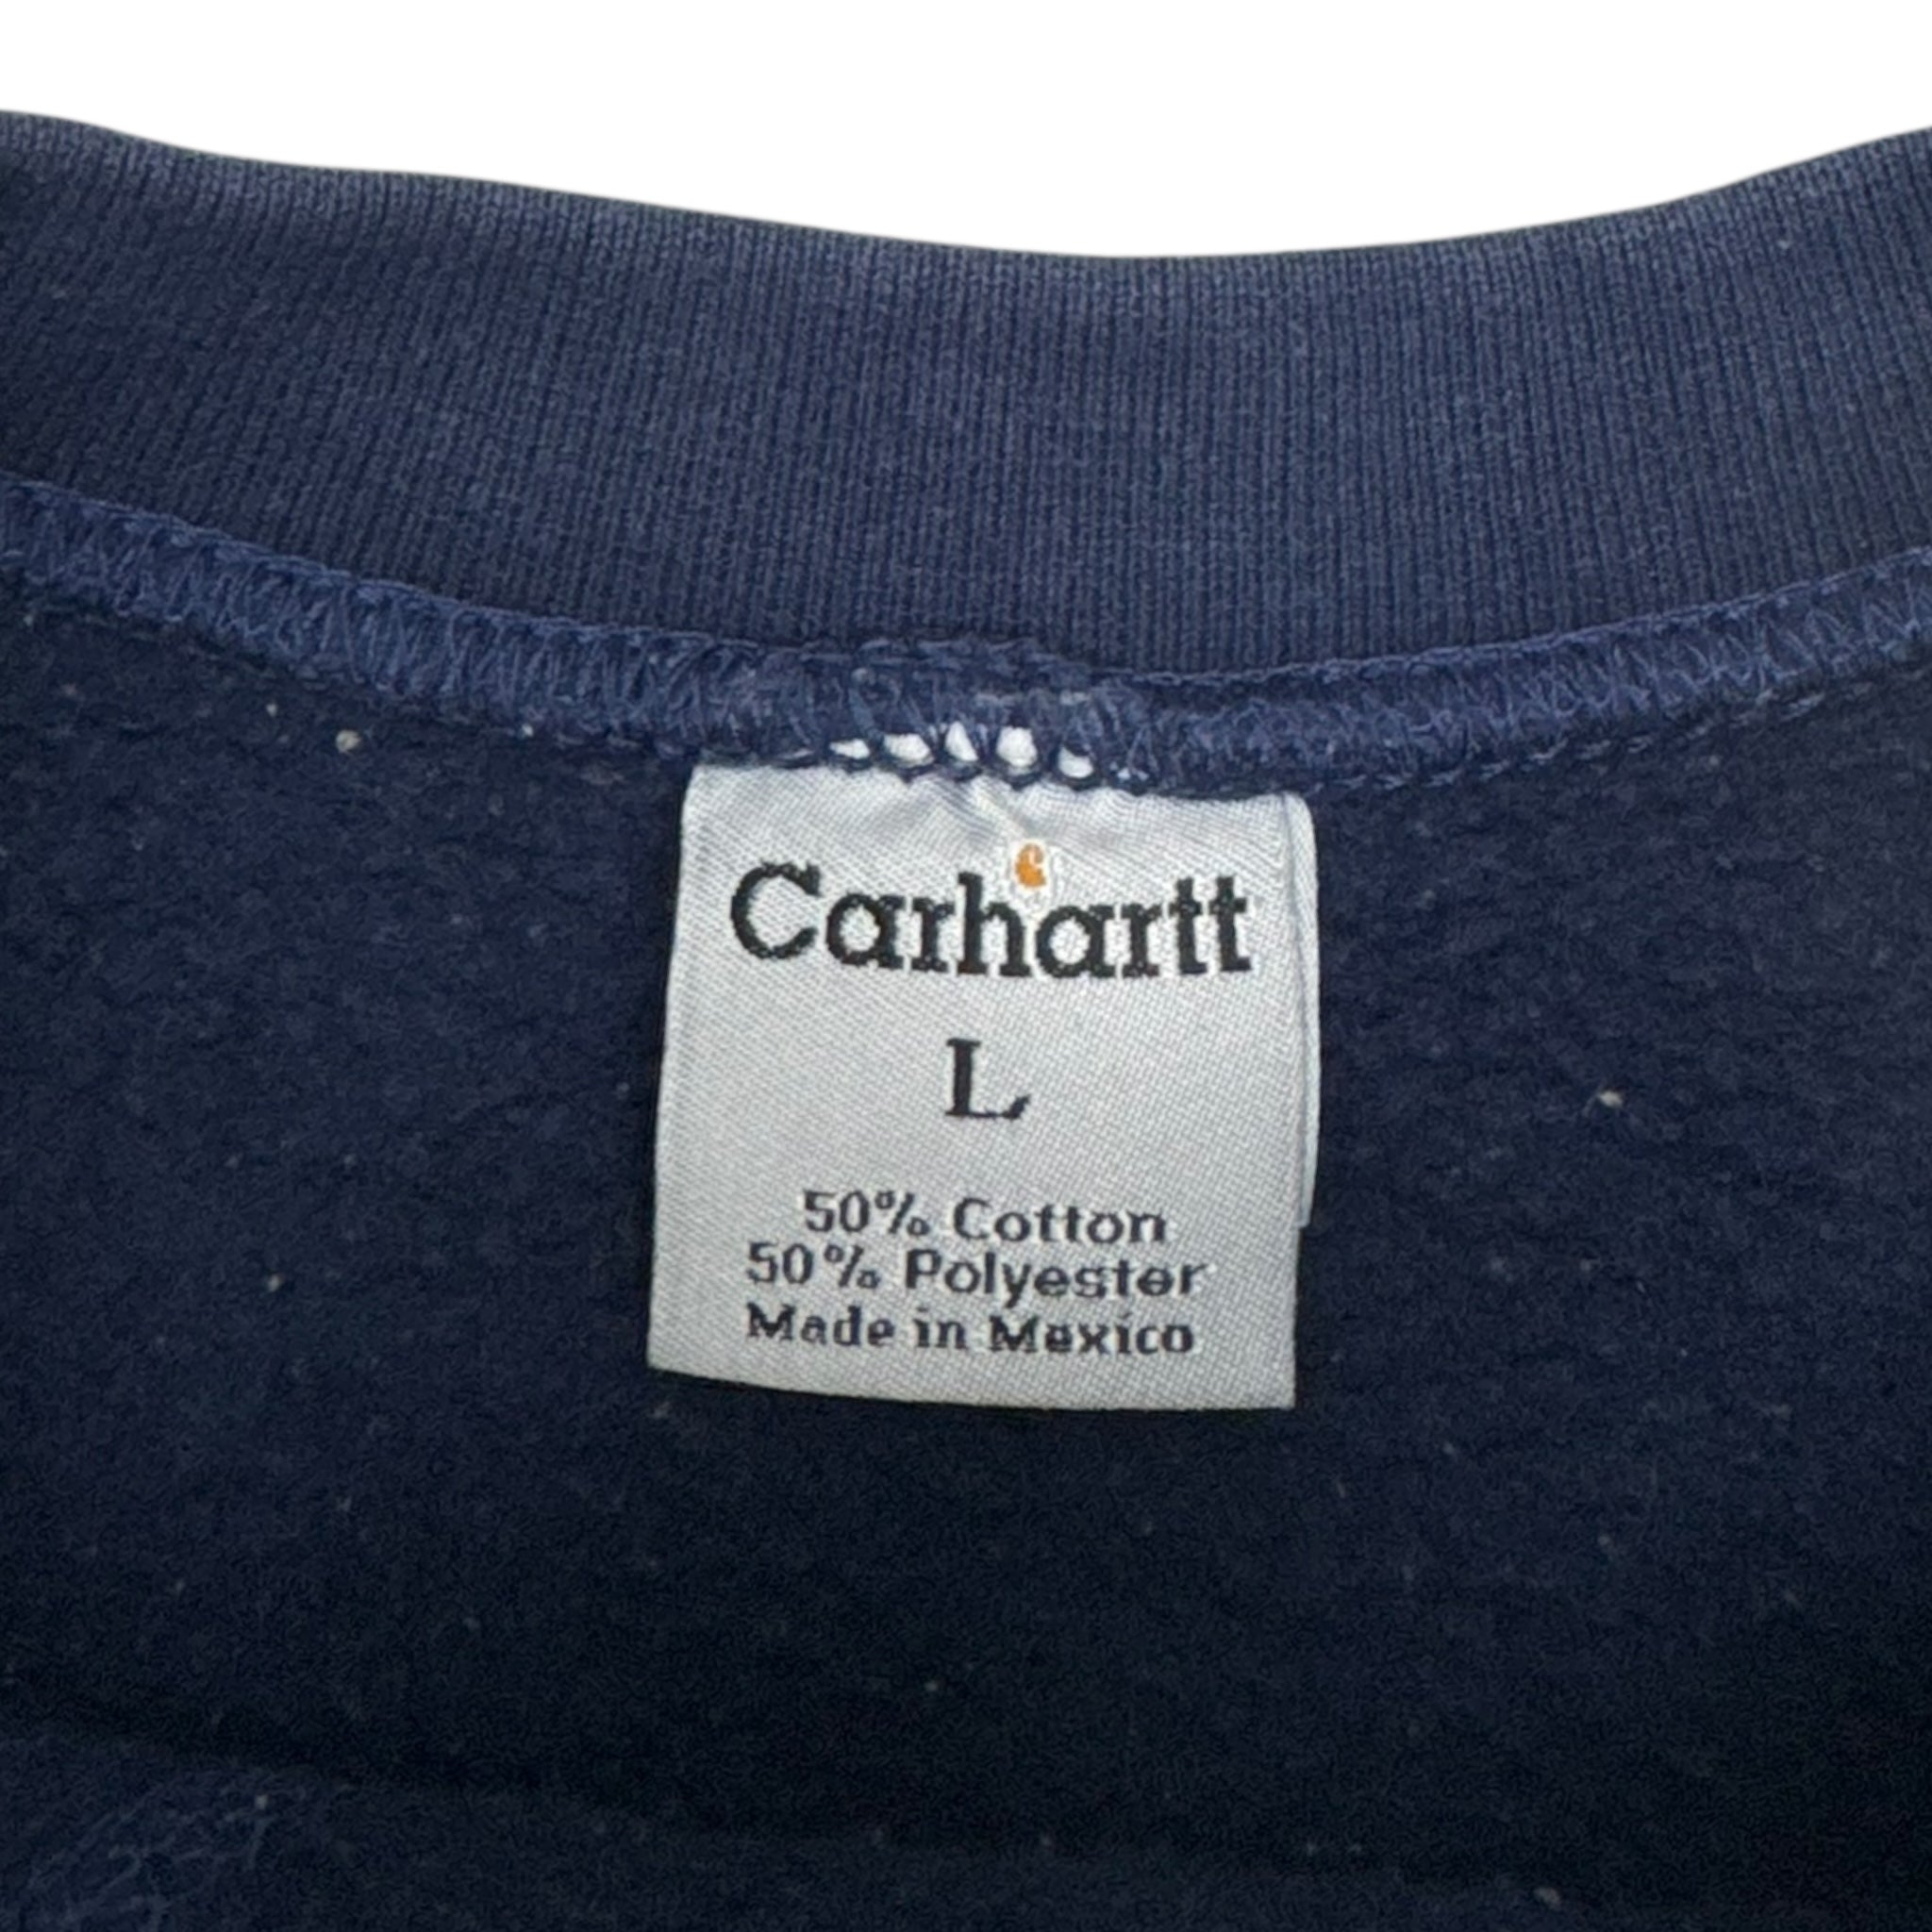 Carhartt
L
50% Cotton
50% Polyester
Made in Mexico